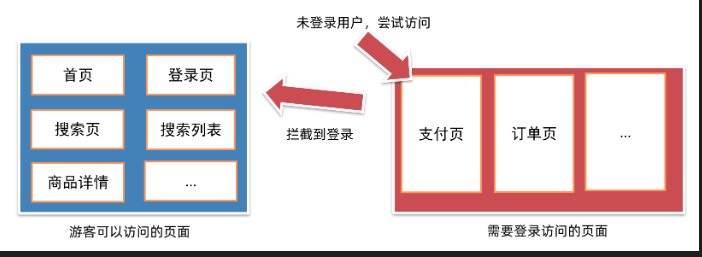 未登录用户，尝试访问
首页
登录页
搜索页
搜索列表
商品详情
...
拦截到登录
支付页
订单页
...
游客可以访问的页面
需要登录访问的页面